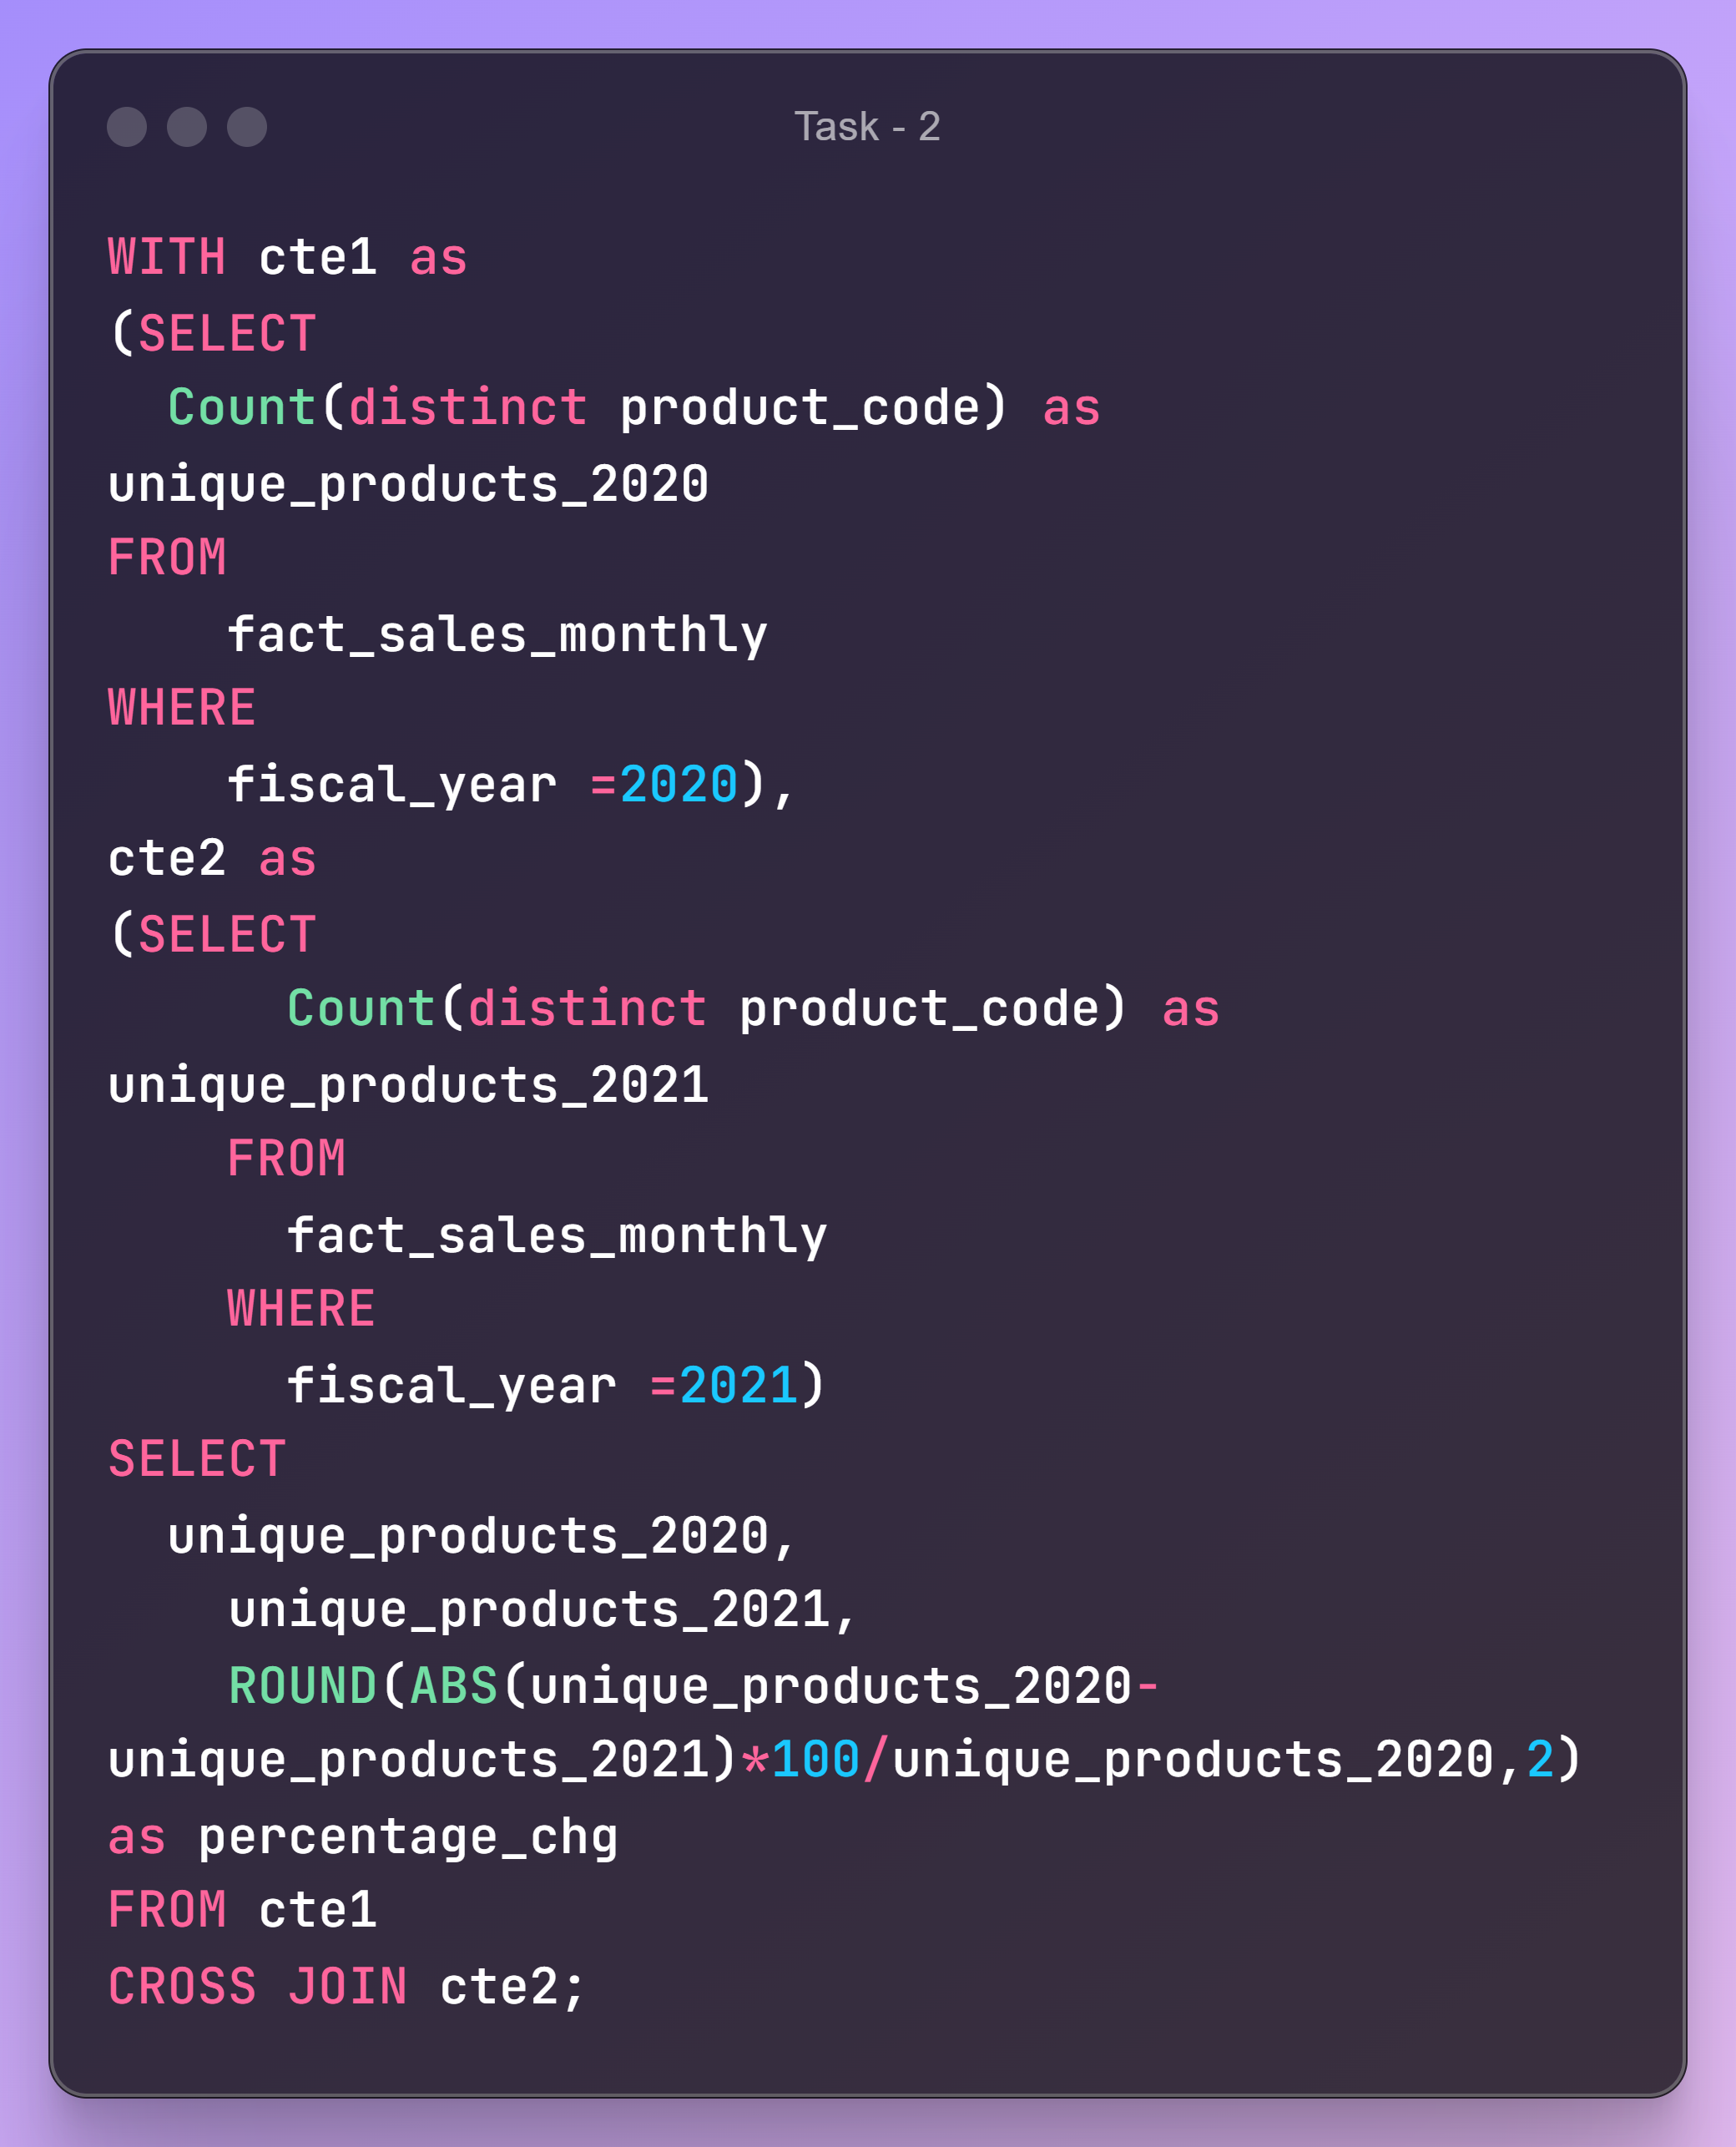 Task - 2
WITH cte1 as
(SELECT
  Count(distinct product_code) as
unique_products_2020
FROM
    fact_sales_monthly
WHERE
    fiscal_year =2020),
cte2 as
(SELECT
      Count(distinct product_code) as
unique_products_2021
    FROM
      fact_sales_monthly
    WHERE
      fiscal_year =2021)
SELECT
  unique_products_2020,
    unique_products_2021,
    ROUND(ABS(unique_products_2020-
unique_products_2021)*100/unique_products_2020,2)
as percentage_chg
FROM cte1
CROSS JOIN cte2;